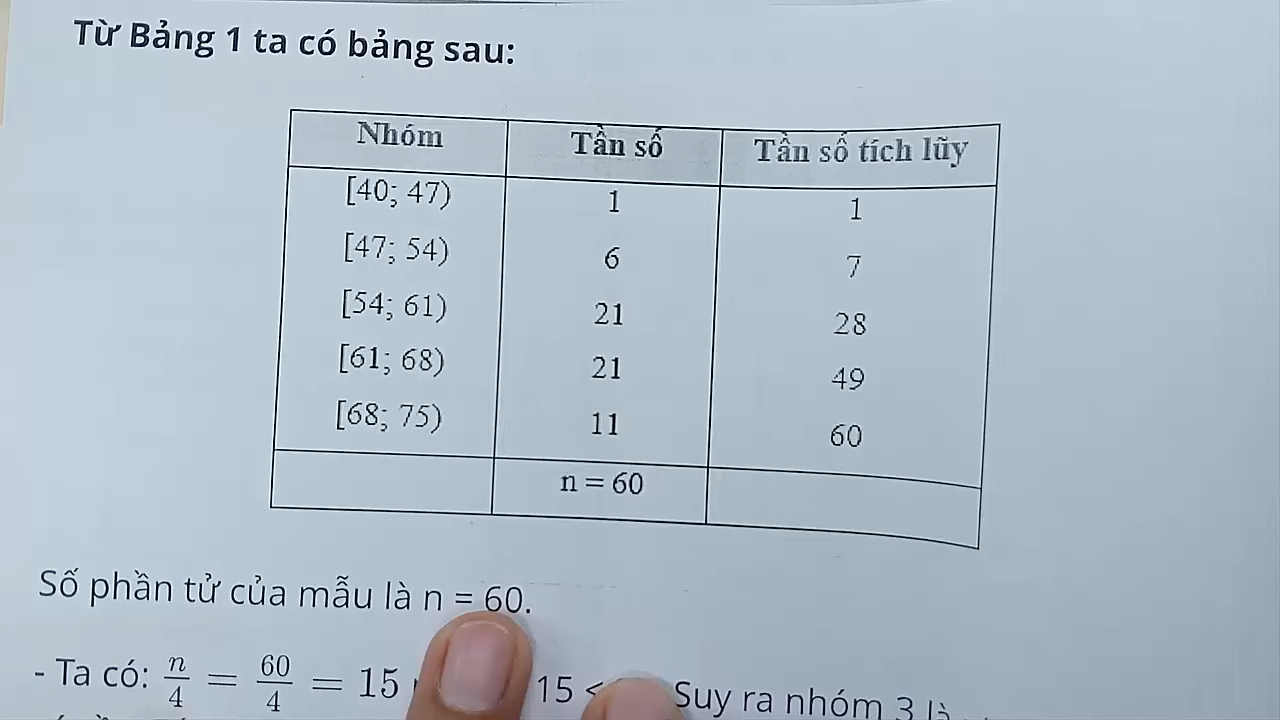 Từ Bảng 1 ta có bảng sau:
Nhóm Tần số Tần số tích lũy
[40; 47) 1 1
[47; 54) 6 7
[54; 61) 21 28
[61; 68) 21 49
[68; 75) 11 60
n = 60
Số phần tử của mẫu là n = 60.
- Ta có: n/4 = 60/4 = 15 15 < Suy ra nhóm 3 là